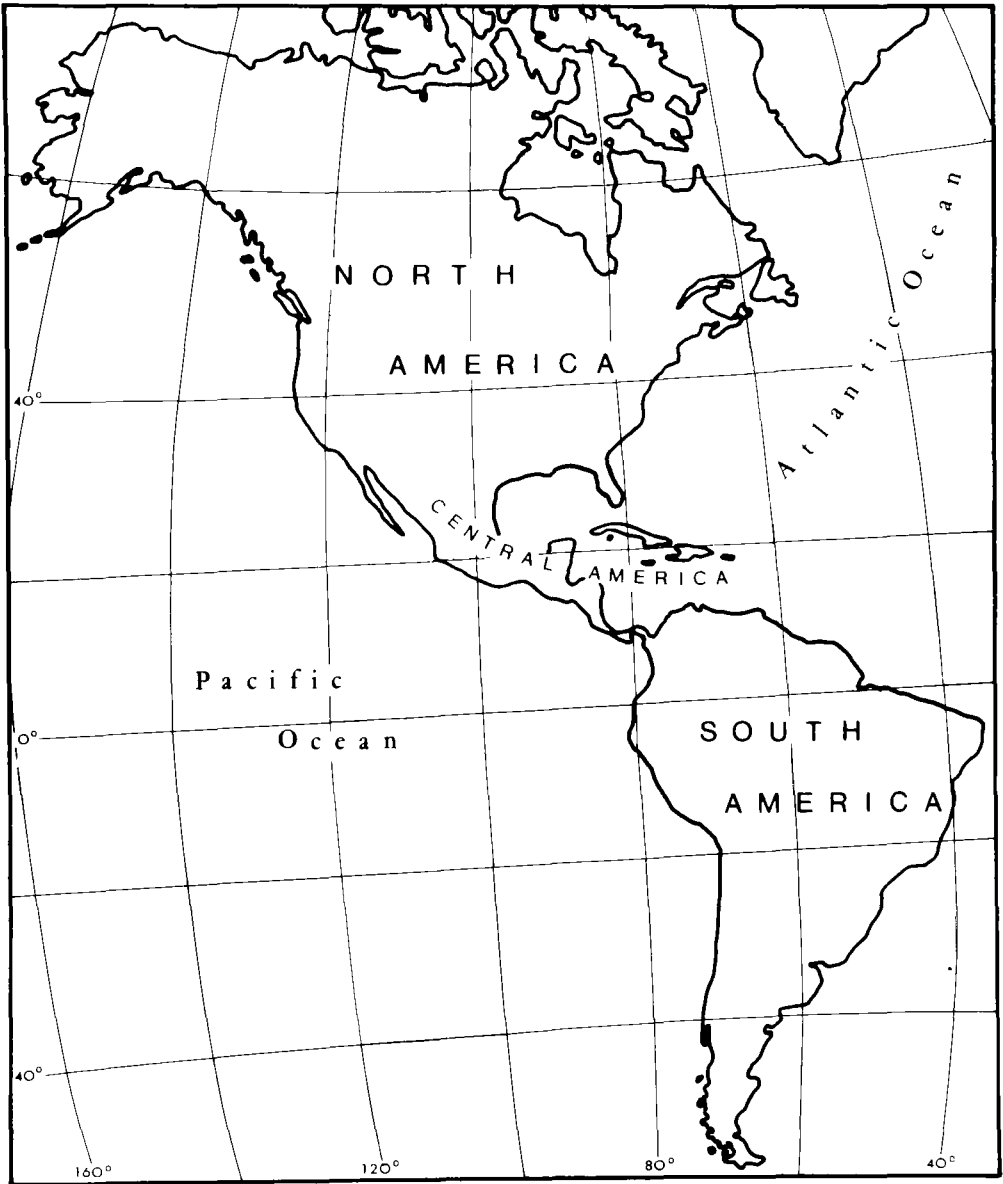 NORTH
AMERICA
Atlantic Ocean
40°
CENTRAL AMERICA
Pacific
Ocean
0°
SOUTH
AMERICA
40°
160°
120°
80°
40°